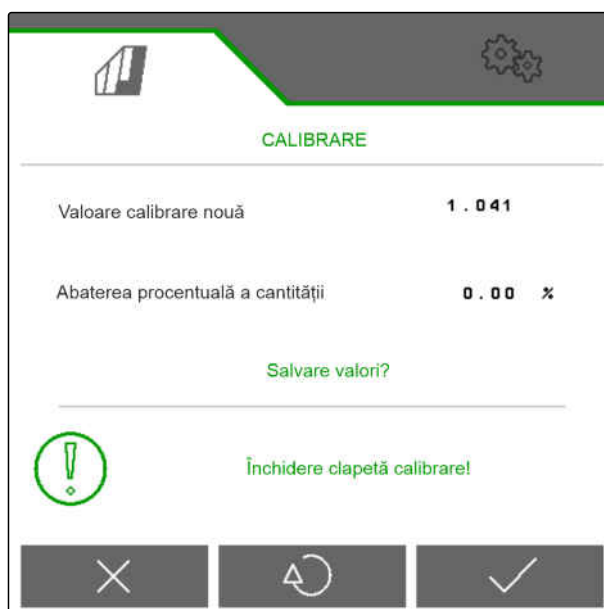 CALIBRARE
Valoare calibrare nouă 1.041
Abaterea procentuală a cantității 0.00 %
Salvare valori?
Închidere clapetă calibrare!